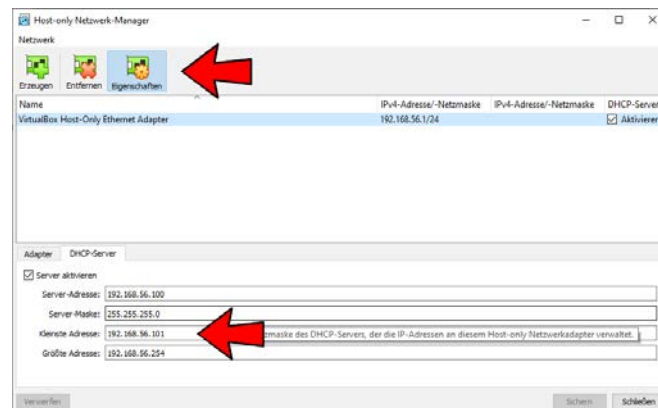 Host-only Netzwerk-Manager
Netzwerk
Erzeugen Entfernen Eigenschaften
Name IPv4-Adresse/-Netzmaske IPv4-Adresse/-Netzmaske DHCP-Server
VirtualBox Host-Only Ethernet Adapter 192.168.56.1/24 Aktivieren
Adapter DHCP-Server
Server aktivieren
Server-Adresse: 192.168.56.100
Server-Maske: 255.255.255.0
Kleinste Adresse: 192.168.56.101 zmaske des DHCP-Servers, der die IP-Adressen an diesem Host-only Netzwerkadapter verwaltet.
Größte Adresse: 192.168.56.254
Verwerfen Sichern Schließen